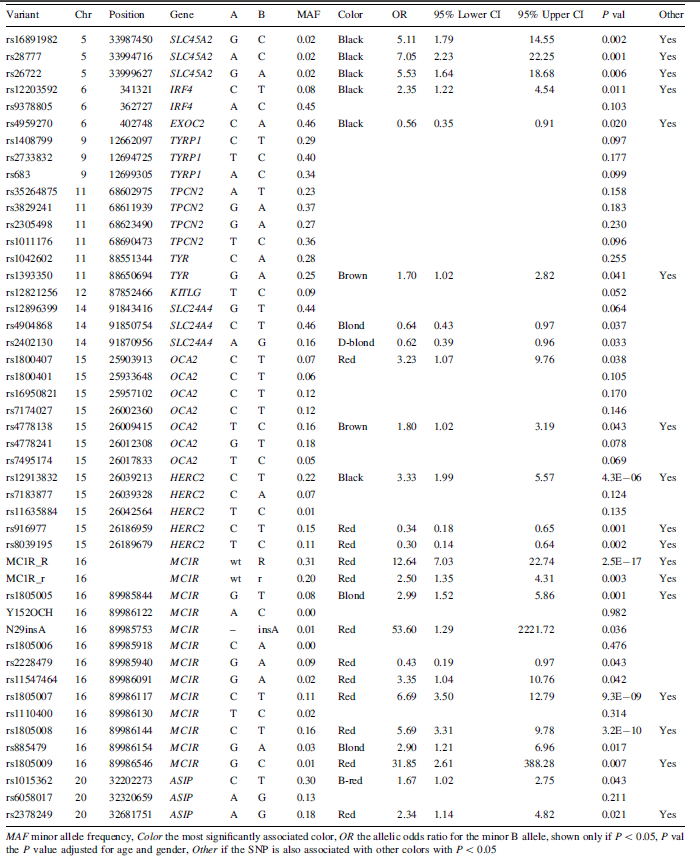 Variant Chr Position Gene A B MAF Color OR 95% Lower CI 95% Upper CI P val Other
rs16891982 5 33987450 SLC45A2 G C 0.02 Black 5.11 1.79 14.55 0.002 Yes
rs28777 5 33994716 SLC45A2 A C 0.02 Black 7.05 2.23 22.25 0.001 Yes
rs26722 5 33999627 SLC45A2 G A 0.02 Black 5.53 1.64 18.68 0.006 Yes
rs12203592 6 341321 IRF4 C T 0.08 Black 2.35 1.22 4.54 0.011 Yes
rs9378805 6 362727 IRF4 A C 0.45 0.103
rs4959270 6 402748 EXOC2 C A 0.46 Black 0.56 0.35 0.91 0.020 Yes
rs1408799 9 12662097 TYRP1 C T 0.29 0.097
rs2733832 9 12694725 TYRP1 T C 0.40 0.177
rs683 9 12699305 TYRP1 A C 0.34 0.099
rs35264875 11 68602975 TPCN2 A T 0.23 0.158
rs3829241 11 68611939 TPCN2 G A 0.37 0.183
rs2305498 11 68623490 TPCN2 G A 0.27 0.230
rs1011176 11 68690473 TPCN2 T C 0.36 0.096
rs1042602 11 88551344 TYR C A 0.28 0.255
rs1393350 11 88650694 TYR G A 0.25 Brown 1.70 1.02 2.82 0.041 Yes
rs12821256 12 87852466 KITLG T C 0.09 0.052
rs12896399 14 91843416 SLC24A4 G T 0.44 0.064
rs4904868 14 91850754 SLC24A4 T C 0.46 Blond 0.64 0.43 0.97 0.037
rs2402130 14 91870956 SLC24A4 A G 0.16 D-blond 0.62 0.39 0.96 0.033
rs1800407 15 25903913 OCA2 C T 0.07 Red 3.23 1.07 9.76 0.038
rs1800401 15 25933648 OCA2 C T 0.06 0.105
rs16950821 15 25957102 OCA2 C T 0.12 0.170
rs7174027 15 26002360 OCA2 C T 0.12 0.146
rs4778138 15 26009415 OCA2 T C 0.16 Brown 1.80 1.02 3.19 0.043 Yes
rs4778241 15 26012308 OCA2 G T 0.18 0.078
rs7495174 15 26017833 OCA2 T C 0.05 0.069
rs12913832 15 26039213 HERC2 C T 0.22 Black 3.33 1.99 5.57 4.3E−06 Yes
rs7183877 15 26039328 HERC2 C A 0.07 0.124
rs11635884 15 26042564 HERC2 T C 0.01 0.135
rs916977 15 26186959 HERC2 C T 0.15 Red 0.34 0.18 0.65 0.001 Yes
rs8039195 15 26189679 HERC2 T C 0.11 Red 0.30 0.14 0.64 0.002 Yes
MC1R_R 16 MC1R wt R 0.31 Red 12.64 7.03 22.74 2.5E−17 Yes
MC1R_r 16 MC1R wt r 0.20 Red 2.50 1.35 4.31 0.003 Yes
rs1805005 16 89985844 MC1R G T 0.08 Blond 2.99 1.52 5.86 0.001 Yes
Y152OCH 16 89986122 MC1R A C 0.00 0.982
N29insA 16 89985753 MC1R – insA 0.01 Red 53.60 1.29 2221.72 0.036
rs1805006 16 89985918 MC1R C A 0.00 0.476
rs2228479 16 89985940 MC1R G A 0.09 Red 0.43 0.19 0.97 0.043
rs11547464 16 89986091 MC1R G A 0.02 Red 3.35 1.04 10.76 0.042
rs1805007 16 89986117 MC1R C T 0.11 Red 6.69 3.50 12.79 9.3E−09 Yes
rs1110400 16 89986130 MC1R T C 0.02 0.314
rs1805008 16 89986144 MC1R C T 0.16 Red 5.69 3.31 9.78 3.2E−10 Yes
rs885479 16 89986154 MC1R G A 0.03 Blond 2.90 1.21 6.96 0.017
rs1805009 16 89986546 MC1R G C 0.01 Red 31.85 2.61 388.28 0.007 Yes
rs1015362 20 32202273 ASIP C T 0.30 B-red 1.67 1.02 2.75 0.043
rs6058017 20 32320659 ASIP A G 0.13 0.211
rs2378249 20 32681751 ASIP A G 0.18 Red 2.34 1.14 4.82 0.021 Yes
MAF minor allele frequency, Color the most significantly associated color, OR the allelic odds ratio for the minor B allele, shown only if P < 0.05, P val
the P value adjusted for age and gender, Other if the SNP is also associated with other colors with P < 0.05